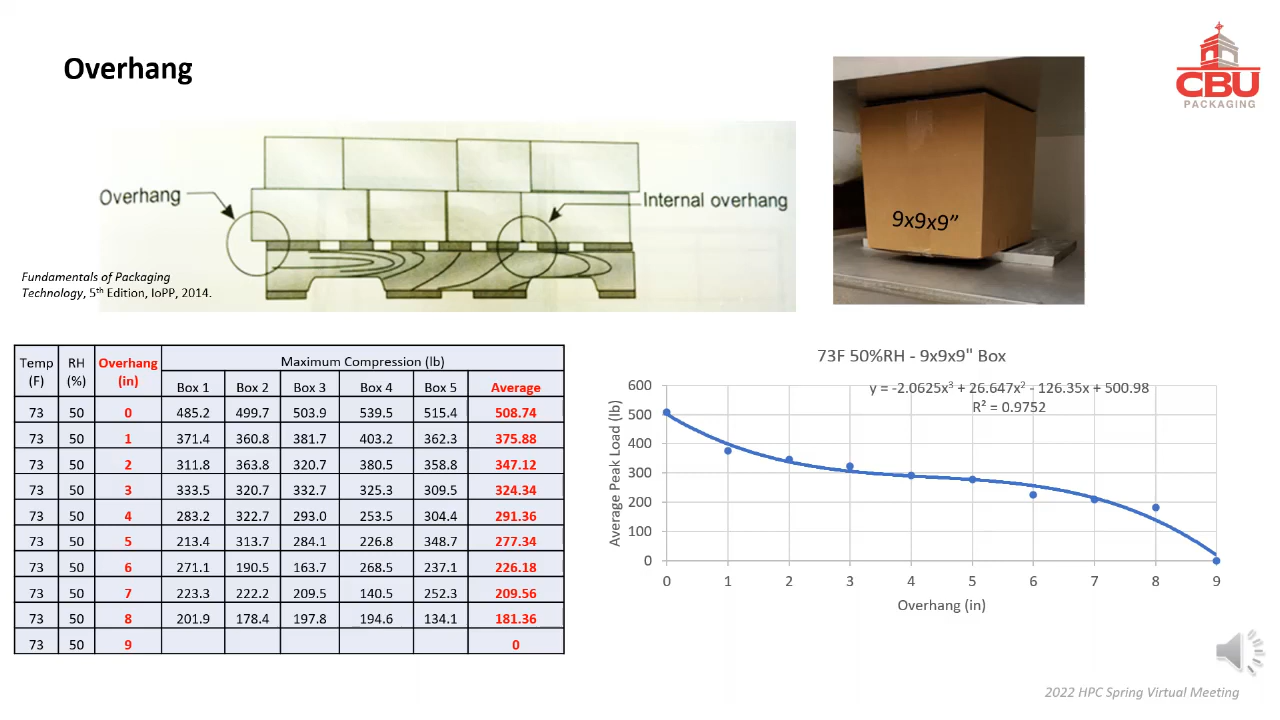 Overhang
CBU
PACKAGING
Overhang
Internal overhang
9x9x9”
Fundamentals of Packaging
Technology, 5th Edition, IoPP, 2014.
Temp (F) RH (%) Overhang (in) Maximum Compression (lb)
Box 1 Box 2 Box 3 Box 4 Box 5 Average
73 50 0 485.2 499.7 503.9 539.5 515.4 508.74
73 50 1 371.4 360.8 381.7 403.2 362.3 375.88
73 50 2 311.8 363.8 320.7 380.5 358.8 347.12
73 50 3 333.5 320.7 332.7 325.3 309.5 324.34
73 50 4 283.2 322.7 293.0 253.5 304.4 291.36
73 50 5 213.4 313.7 284.1 226.8 348.7 277.34
73 50 6 271.1 190.5 163.7 268.5 237.1 226.18
73 50 7 223.3 222.2 209.5 140.5 252.3 209.56
73 50 8 201.9 178.4 197.8 194.6 134.1 181.36
73 50 9 0
73F 50%RH - 9x9x9" Box
y = -2.0625x³ + 26.647x² - 126.35x + 500.98
R² = 0.9752
Average Peak Load (lb)
600
500
400
300
200
100
0
0 1 2 3 4 5 6 7 8 9
Overhang (in)
2022 HPC Spring Virtual Meeting